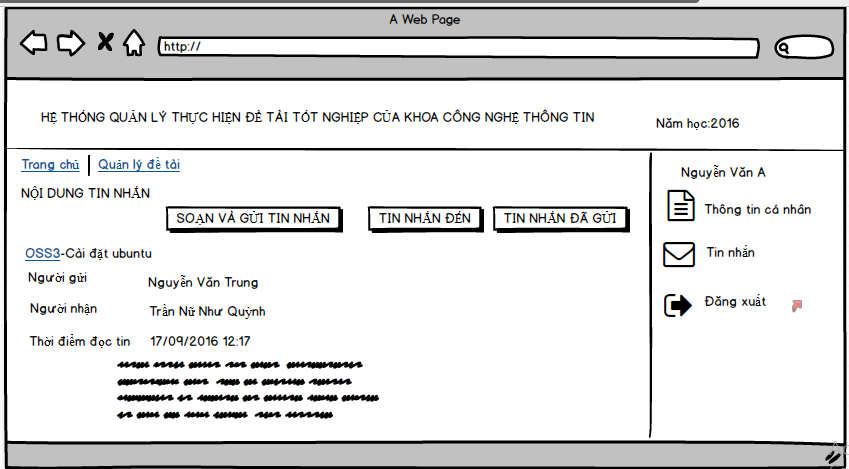 A Web Page
http://
HỆ THỐNG QUẢN LÝ THỰC HIỆN ĐỀ TÀI TỐT NGHIỆP CỦA KHOA CÔNG NGHỆ THÔNG TIN
Năm học:2016
Trang chủ | Quản lý đề tài
NỘI DUNG TIN NHẮN
SOẠN VÀ GỬI TIN NHẮN
TIN NHẮN ĐẾN
TIN NHẮN ĐÃ GỬI
OSS3-Cài đặt ubuntu
Người gửi Nguyễn Văn Trung
Người nhận Trần Nữ Như Quỳnh
Thời điểm đọc tin 17/09/2016 12:17
Nguyễn Văn A
Thông tin cá nhân
Tin nhắn
Đăng xuất